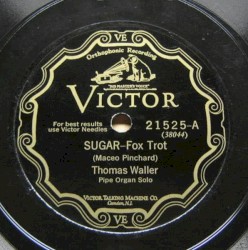 VE
Orthophonic Recording
"HIS MASTER'S VOICE"
VICTOR
For best results
use Victor Needles
21525-A
(38044)
SUGAR-Fox Trot
(Maceo Pinchard)
Thomas Waller
Pipe Organ Solo
VICTOR TALKING MACHINE CO.
Camden, N.J.
VE